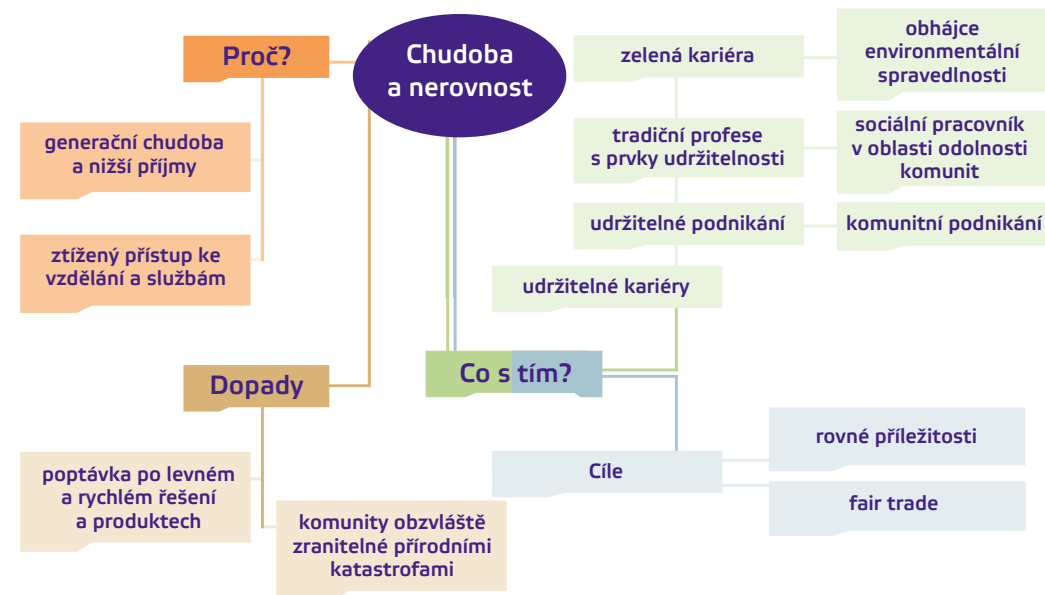 Chudoba
a nerovnost
Proč?
generační chudoba
a nižší příjmy
ztížený přístup ke
vzdělání a službám
Dopady
poptávka po levném
a rychlém řešení
a produktech
komunity obzvláště
zranitelné přírodními
katastrofami
Co s tím?
zelená kariéra
obhájce
environmentální
spravedlnosti
tradiční profese
s prvky udržitelnosti
sociální pracovník
v oblasti odolnosti
komunit
udržitelné podnikání
komunitní podnikání
udržitelné kariéry
Cíle
rovné příležitosti
fair trade